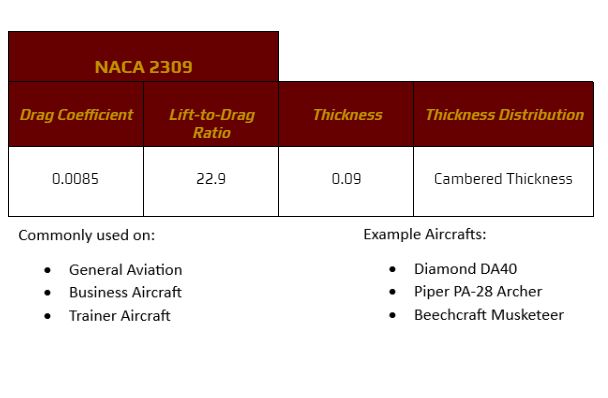 NACA 2309
Drag Coefficient
Lift-to-Drag Ratio
Thickness
Thickness Distribution
0.0085
22.9
0.09
Cambered Thickness
Commonly used on:
• General Aviation
• Business Aircraft
• Trainer Aircraft
Example Aircrafts:
• Diamond DA40
• Piper PA-28 Archer
• Beechcraft Musketeer